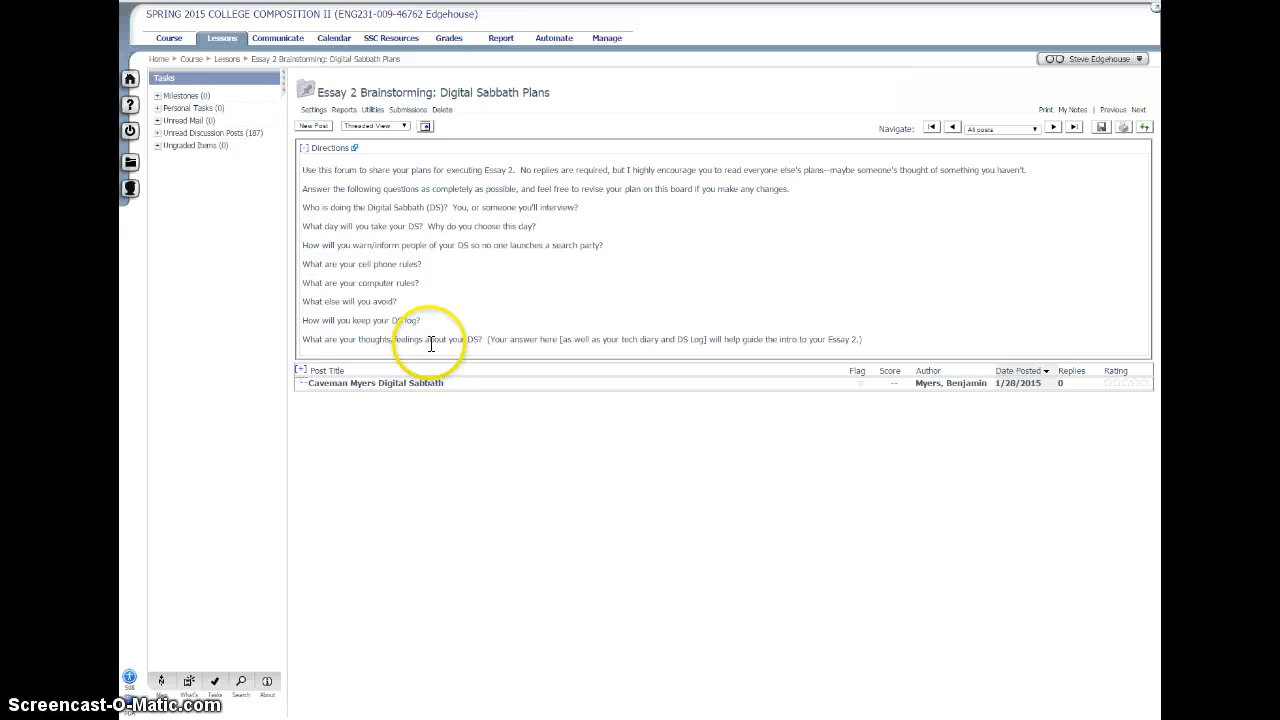 SPRING 2015 COLLEGE COMPOSITION II (ENG231-009-46762 Edgehouse)
Course Lessons Communicate Calendar SSC Resources Grades Report Automate Manage
Home Course Lessons Essay 2 Brainstorming: Digital Sabbath Plans
Steve Edgehouse
Tasks
Milestones (0)
Personal Tasks (0)
Unread Mail (0)
Unread Discussion Posts (187)
Ungraded Items (0)
Essay 2 Brainstorming: Digital Sabbath Plans
Settings Reports Utilities Submissions Delete
Print My Notes | Previous Next
New Post Threaded View
Navigate: All posts
[-] Directions
Use this forum to share your plans for executing Essay 2. No replies are required, but I highly encourage you to read everyone else's plans--maybe someone's thought of something you haven't.
Answer the following questions as completely as possible, and feel free to revise your plan on this board if you make any changes.
Who is doing the Digital Sabbath (DS)? You, or someone you'll interview?
What day will you take your DS? Why do you choose this day?
How will you warn/inform people of your DS so no one launches a search party?
What are your cell phone rules?
What are your computer rules?
What else will you avoid?
How will you keep your DS log?
What are your thoughts/feelings about your DS? (Your answer here [as well as your tech diary and DS Log] will help guide the intro to your Essay 2.)
[+] Post Title Flag Score Author Date Posted Replies Rating
Caveman Myers Digital Sabbath -- Myers, Benjamin 1/28/2015 0
Map What's Tasks Search About
508
PDA
Screencast-O-Matic.com